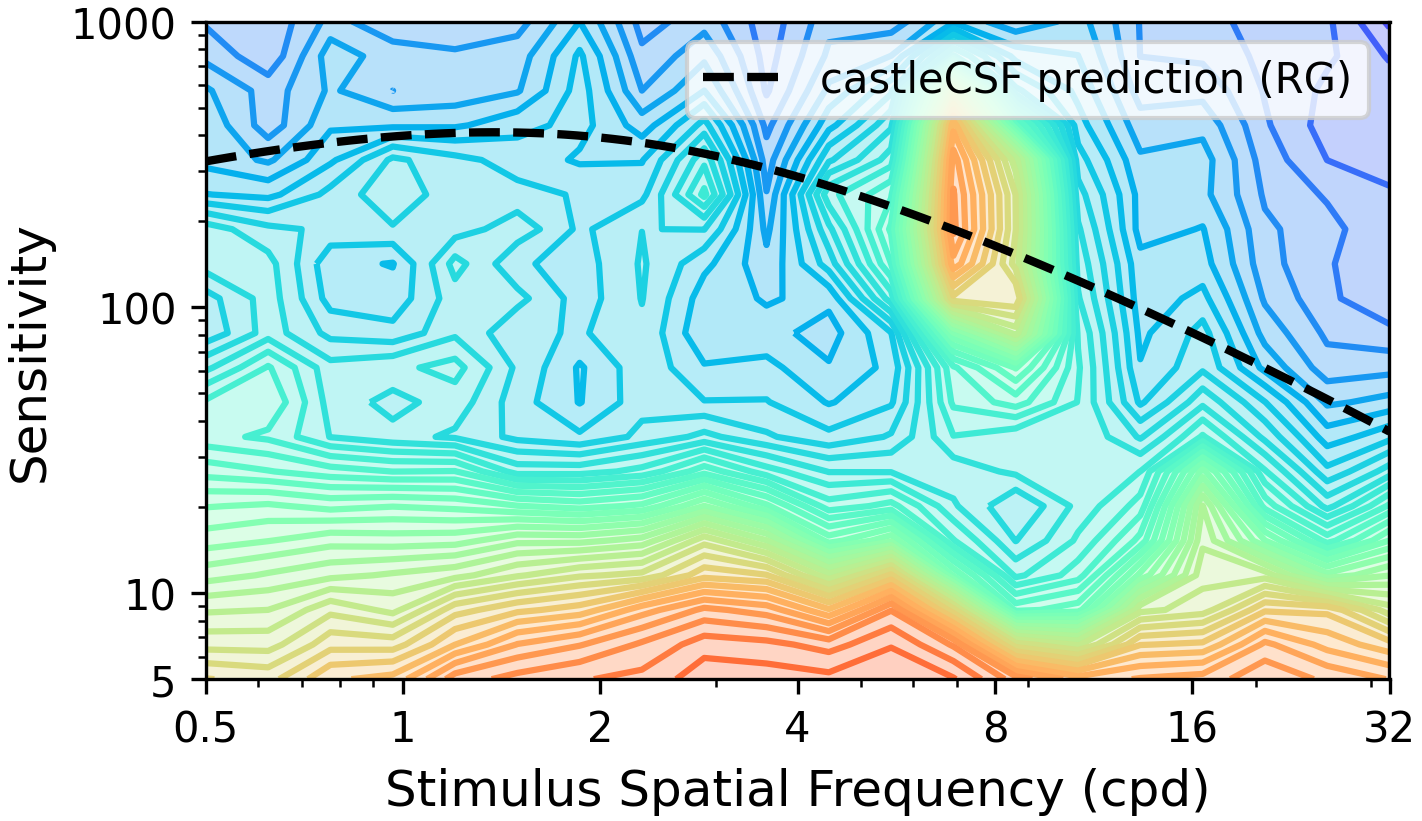 1000
castleCSF prediction (RG)
Sensitivity
100
10
5
0.5 1 2 4 8 16 32
Stimulus Spatial Frequency (cpd)